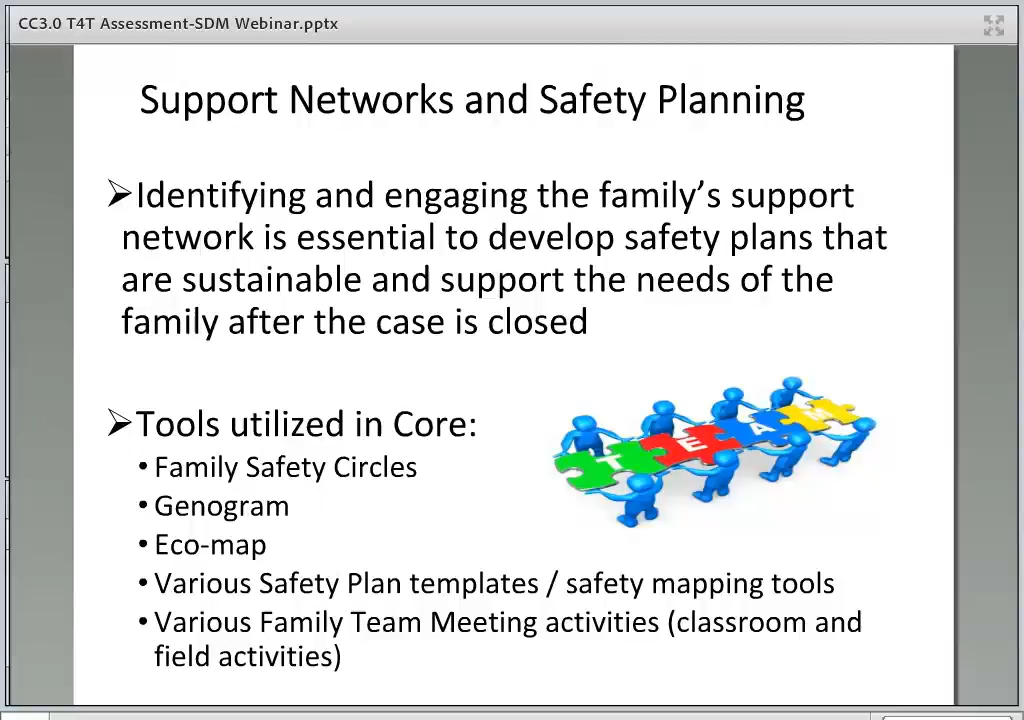 CC3.0 T4T Assessment-SDM Webinar.pptx
Support Networks and Safety Planning
➢Identifying and engaging the family’s support
network is essential to develop safety plans that
are sustainable and support the needs of the
family after the case is closed
➢Tools utilized in Core:
• Family Safety Circles
• Genogram
• Eco-map
• Various Safety Plan templates / safety mapping tools
• Various Family Team Meeting activities (classroom and
field activities)
T E A M